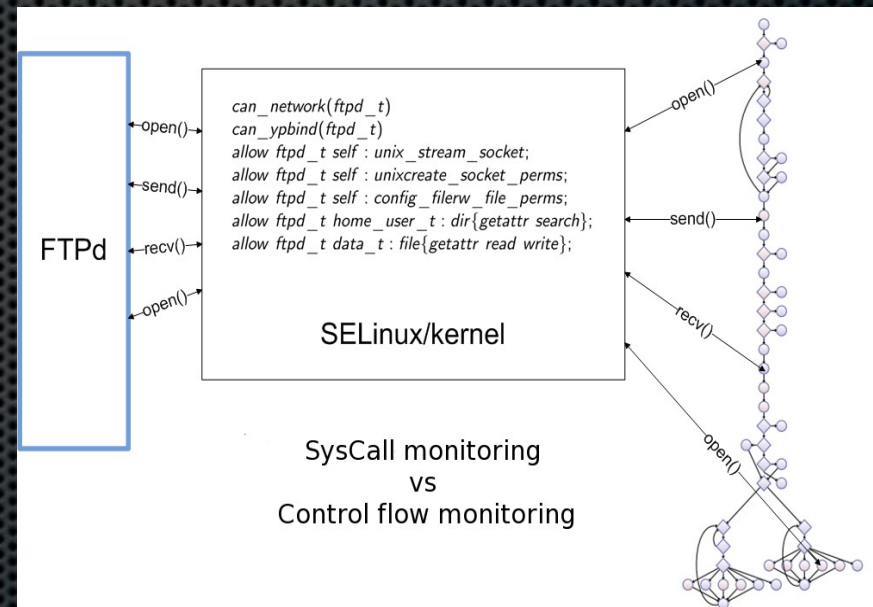 FTPd
open()
send()
recv()
open()
can_network(ftpd_t)
can_ypbind(ftpd_t)
allow ftpd_t self : unix_stream_socket;
allow ftpd_t self : unixcreate_socket_perms;
allow ftpd_t self : config_filerw_file_perms;
allow ftpd_t home_user_t : dir{getattr search};
allow ftpd_t data_t : file{getattr read write};
SELinux/kernel
open()
send()
recv()
open()
SysCall monitoring
vs
Control flow monitoring